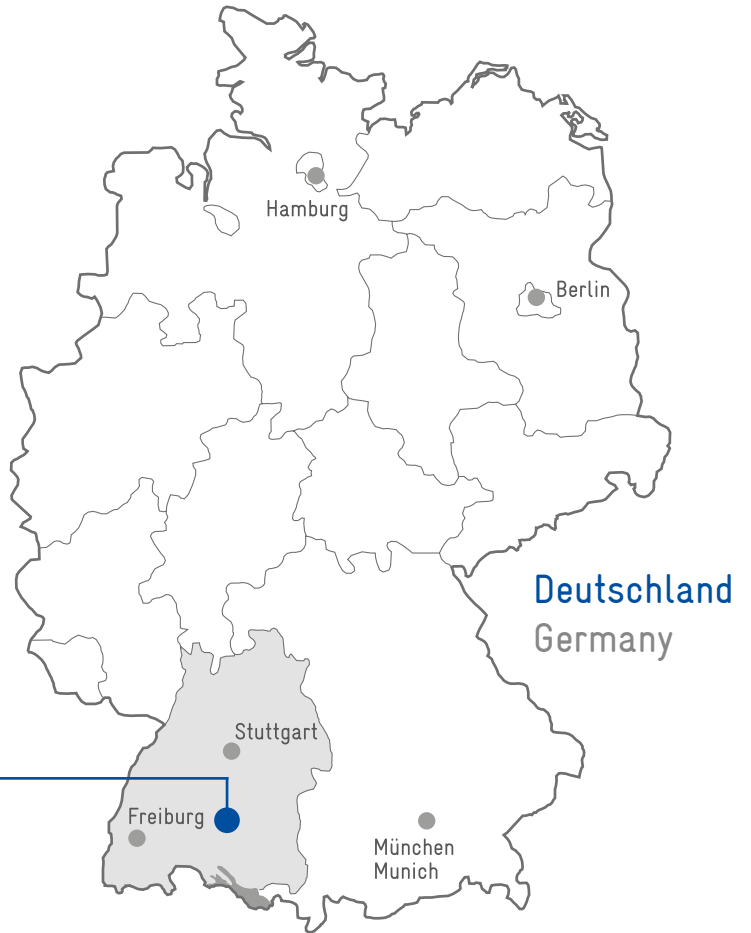 Hamburg
Berlin
Deutschland
Germany
Stuttgart
Freiburg
München
Munich